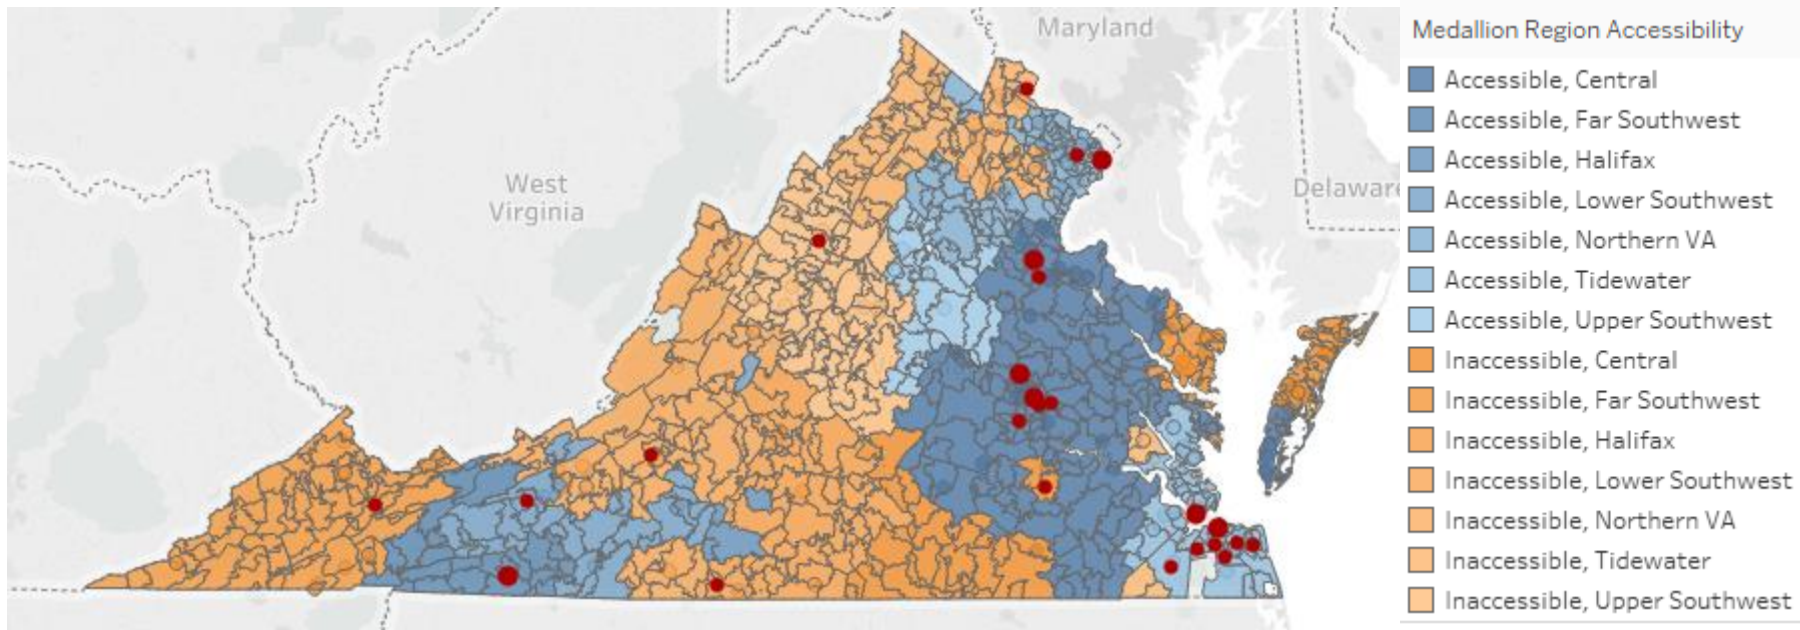 Maryland
West
Virginia
Delaware
Medallion Region Accessibility
Accessible, Central
Accessible, Far Southwest
Accessible, Halifax
Accessible, Lower Southwest
Accessible, Northern VA
Accessible, Tidewater
Accessible, Upper Southwest
Inaccessible, Central
Inaccessible, Far Southwest
Inaccessible, Halifax
Inaccessible, Lower Southwest
Inaccessible, Northern VA
Inaccessible, Tidewater
Inaccessible, Upper Southwest